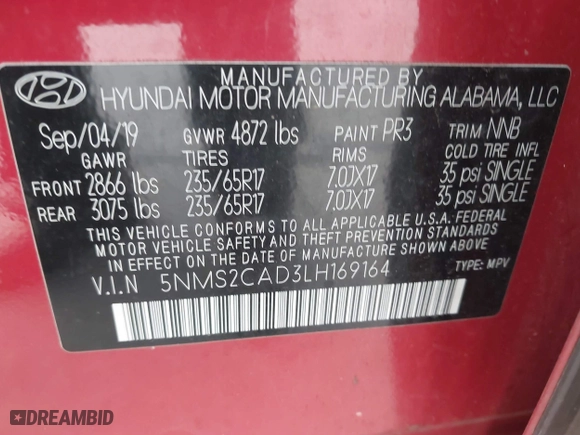 MANUFACTURED BY
HYUNDAI MOTOR MANUFACTURING ALABAMA, LLC
Sep/04/19 GVWR 4872 lbs PAINT PR3 TRIM NNB
GAWR TIRES RIMS COLD TIRE INFL
FRONT 2866 lbs 235/65R17 7.0JX17 35 psi SINGLE
REAR 3075 lbs 235/65R17 7.0JX17 35 psi SINGLE
THIS VEHICLE CONFORMS TO ALL APPLICABLE U.S.A. FEDERAL
MOTOR VEHICLE SAFETY AND THEFT PREVENTION STANDARDS
IN EFFECT ON THE DATE OF MANUFACTURE SHOWN ABOVE.
V.I.N 5NMS2CAD3LH169164 TYPE: MPV
DREAMBID